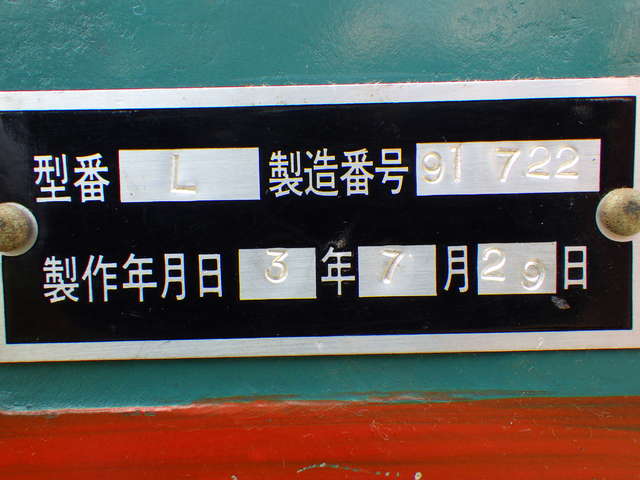 型番 L 製造番号 91 722
製作年月日 3 年 7 月 29 日